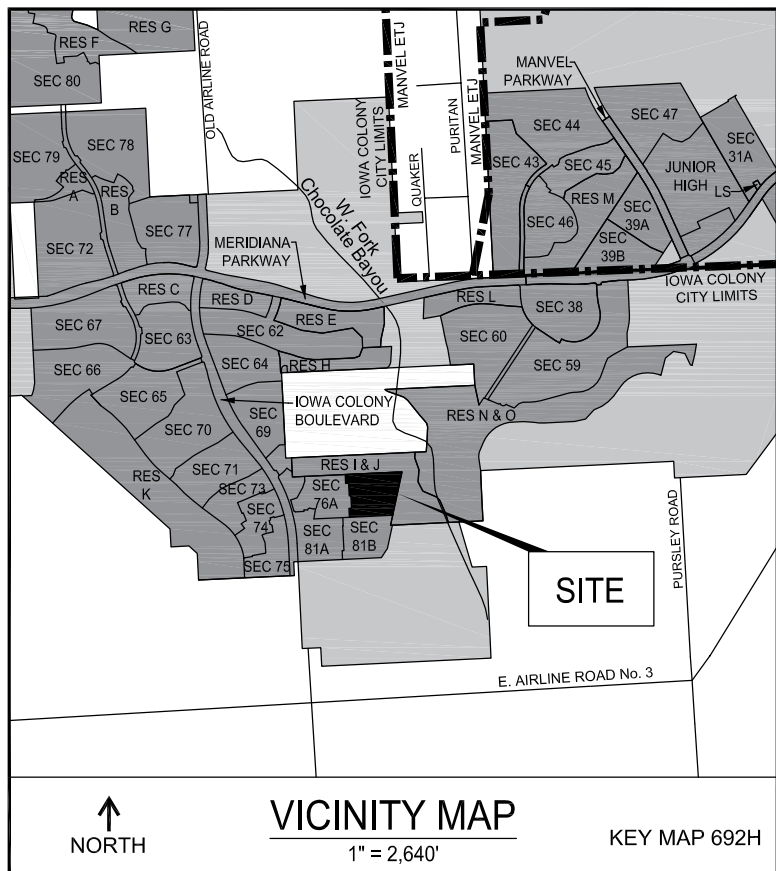 RES G
RES F
SEC 80
OLD AIRLINE ROAD
MANVEL ETJ
IOWA COLONY
CITY LIMITS
PURITAN
MANVEL ETJ
QUAKER
MANVEL
PARKWAY
SEC 47
SEC 44
SEC 31A
SEC 79
SEC 78
RES A
RES B
SEC 43
SEC 45
JUNIOR
HIGH
LS
RES M
SEC 46
SEC 39A
SEC 39B
SEC 72
SEC 77
W. Fork
Chocolate Bayou
MERIDIANA
PARKWAY
IOWA COLONY
CITY LIMITS
RES C
RES D
RES E
RES L
SEC 38
SEC 67
SEC 63
SEC 62
SEC 60
SEC 66
SEC 64
RES H
SEC 59
SEC 65
IOWA COLONY
BOULEVARD
SEC 69
RES N & O
SEC 70
SEC 71
RES K
RES I & J
SEC 73
SEC 76A
SEC 74
SEC 81A
SEC 81B
SEC 75
SITE
PURSLEY ROAD
E. AIRLINE ROAD No. 3
NORTH
VICINITY MAP
1" = 2,640'
KEY MAP 692H